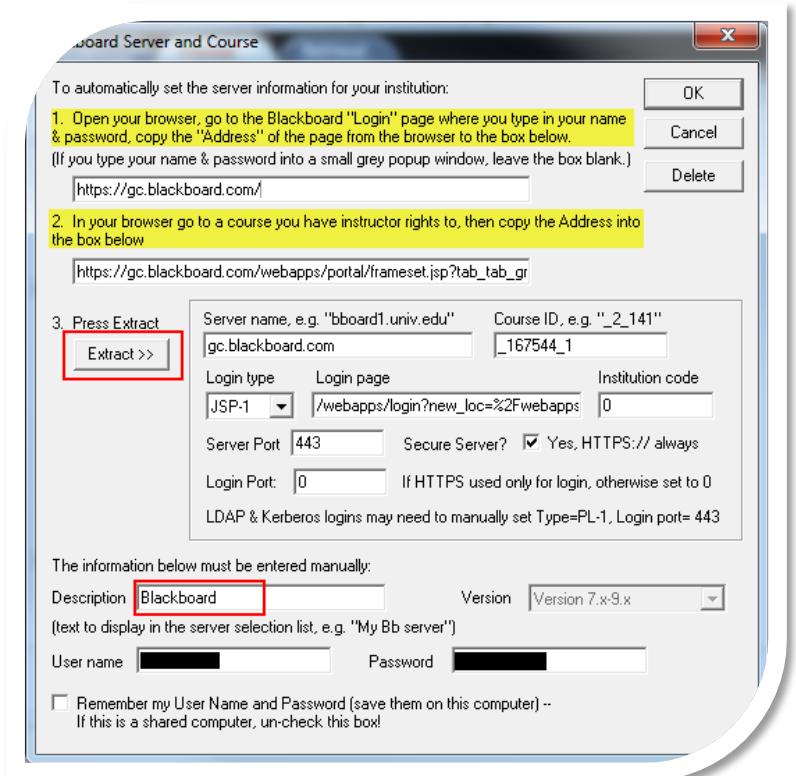 board Server and Course
To automatically set the server information for your institution:
OK
1. Open your browser, go to the Blackboard "Login" page where you type in your name
& password, copy the "Address" of the page from the browser to the box below.
Cancel
(If you type your name & password into a small grey popup window, leave the box blank.)
Delete
https://gc.blackboard.com/
2. In your browser go to a course you have instructor rights to, then copy the Address into
the box below
https://gc.blackboard.com/webapps/portal/frameset.jsp?tab_tab_gr
3. Press Extract
Extract >>
Server name, e.g. "bboard1.univ.edu" Course ID, e.g. "_2_141"
gc.blackboard.com _167544_1
Login type Login page Institution code
JSP-1 /webapps/login?new_loc=%2Fwebapps 0
Server Port 443 Secure Server? Yes, HTTPS:// always
Login Port: 0 If HTTPS used only for login, otherwise set to 0
LDAP & Kerberos logins may need to manually set Type=PL-1, Login port= 443
The information below must be entered manually:
Description Blackboard Version Version 7.x-9.x
(text to display in the server selection list, e.g. "My Bb server")
User name Password
Remember my User Name and Password (save them on this computer) --
If this is a shared computer, un-check this box!